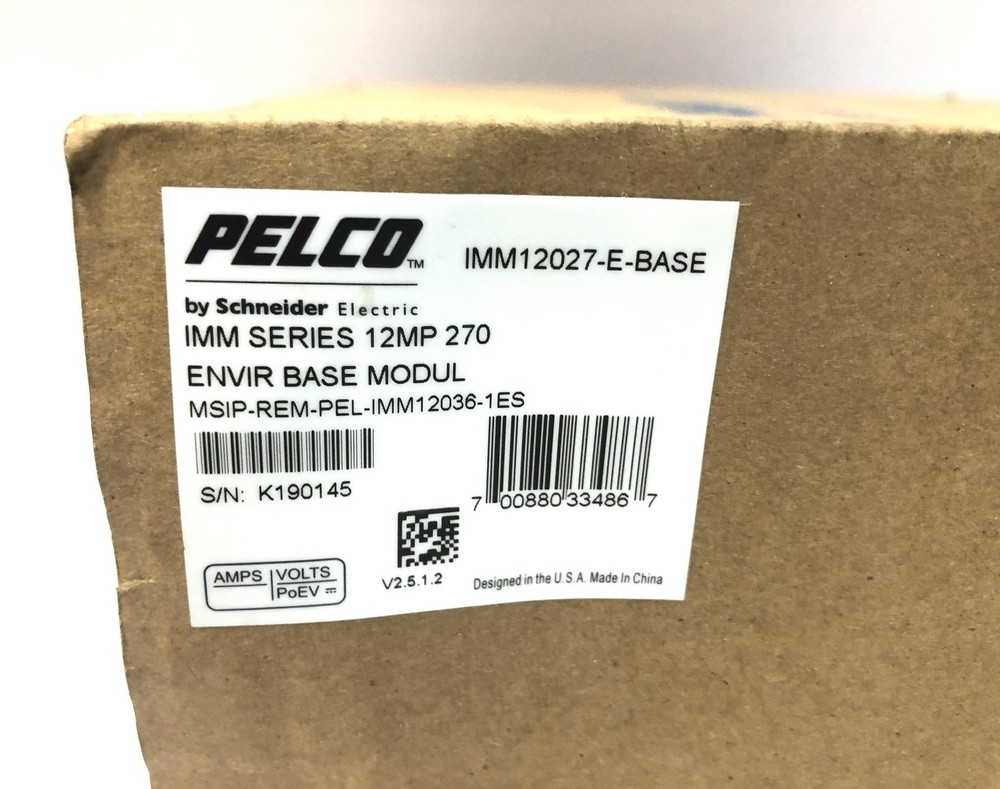 PELCO™
IMM12027-E-BASE
by Schneider Electric
IMM SERIES 12MP 270
ENVIR BASE MODUL
MSIP-REM-PEL-IMM12036-1ES
S/N: K190145
7 00880 33486 7
V2.5.1.2
Designed in the U.S.A. Made In China
AMPS VOLTS
PoEV ⎓